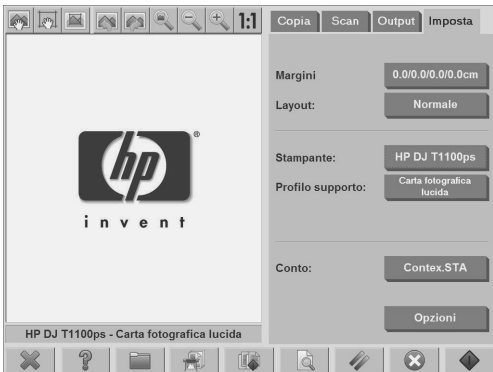 1:1
Copia Scan Output Imposta
Margini 0.0/0.0/0.0/0.0cm
Layout: Normale
hp ®
invent
Stampante: HP DJ T1100ps
Profilo supporto: Carta fotografica
lucida
Conto: Contex.STA
Opzioni
HP DJ T1100ps - Carta fotografica lucida